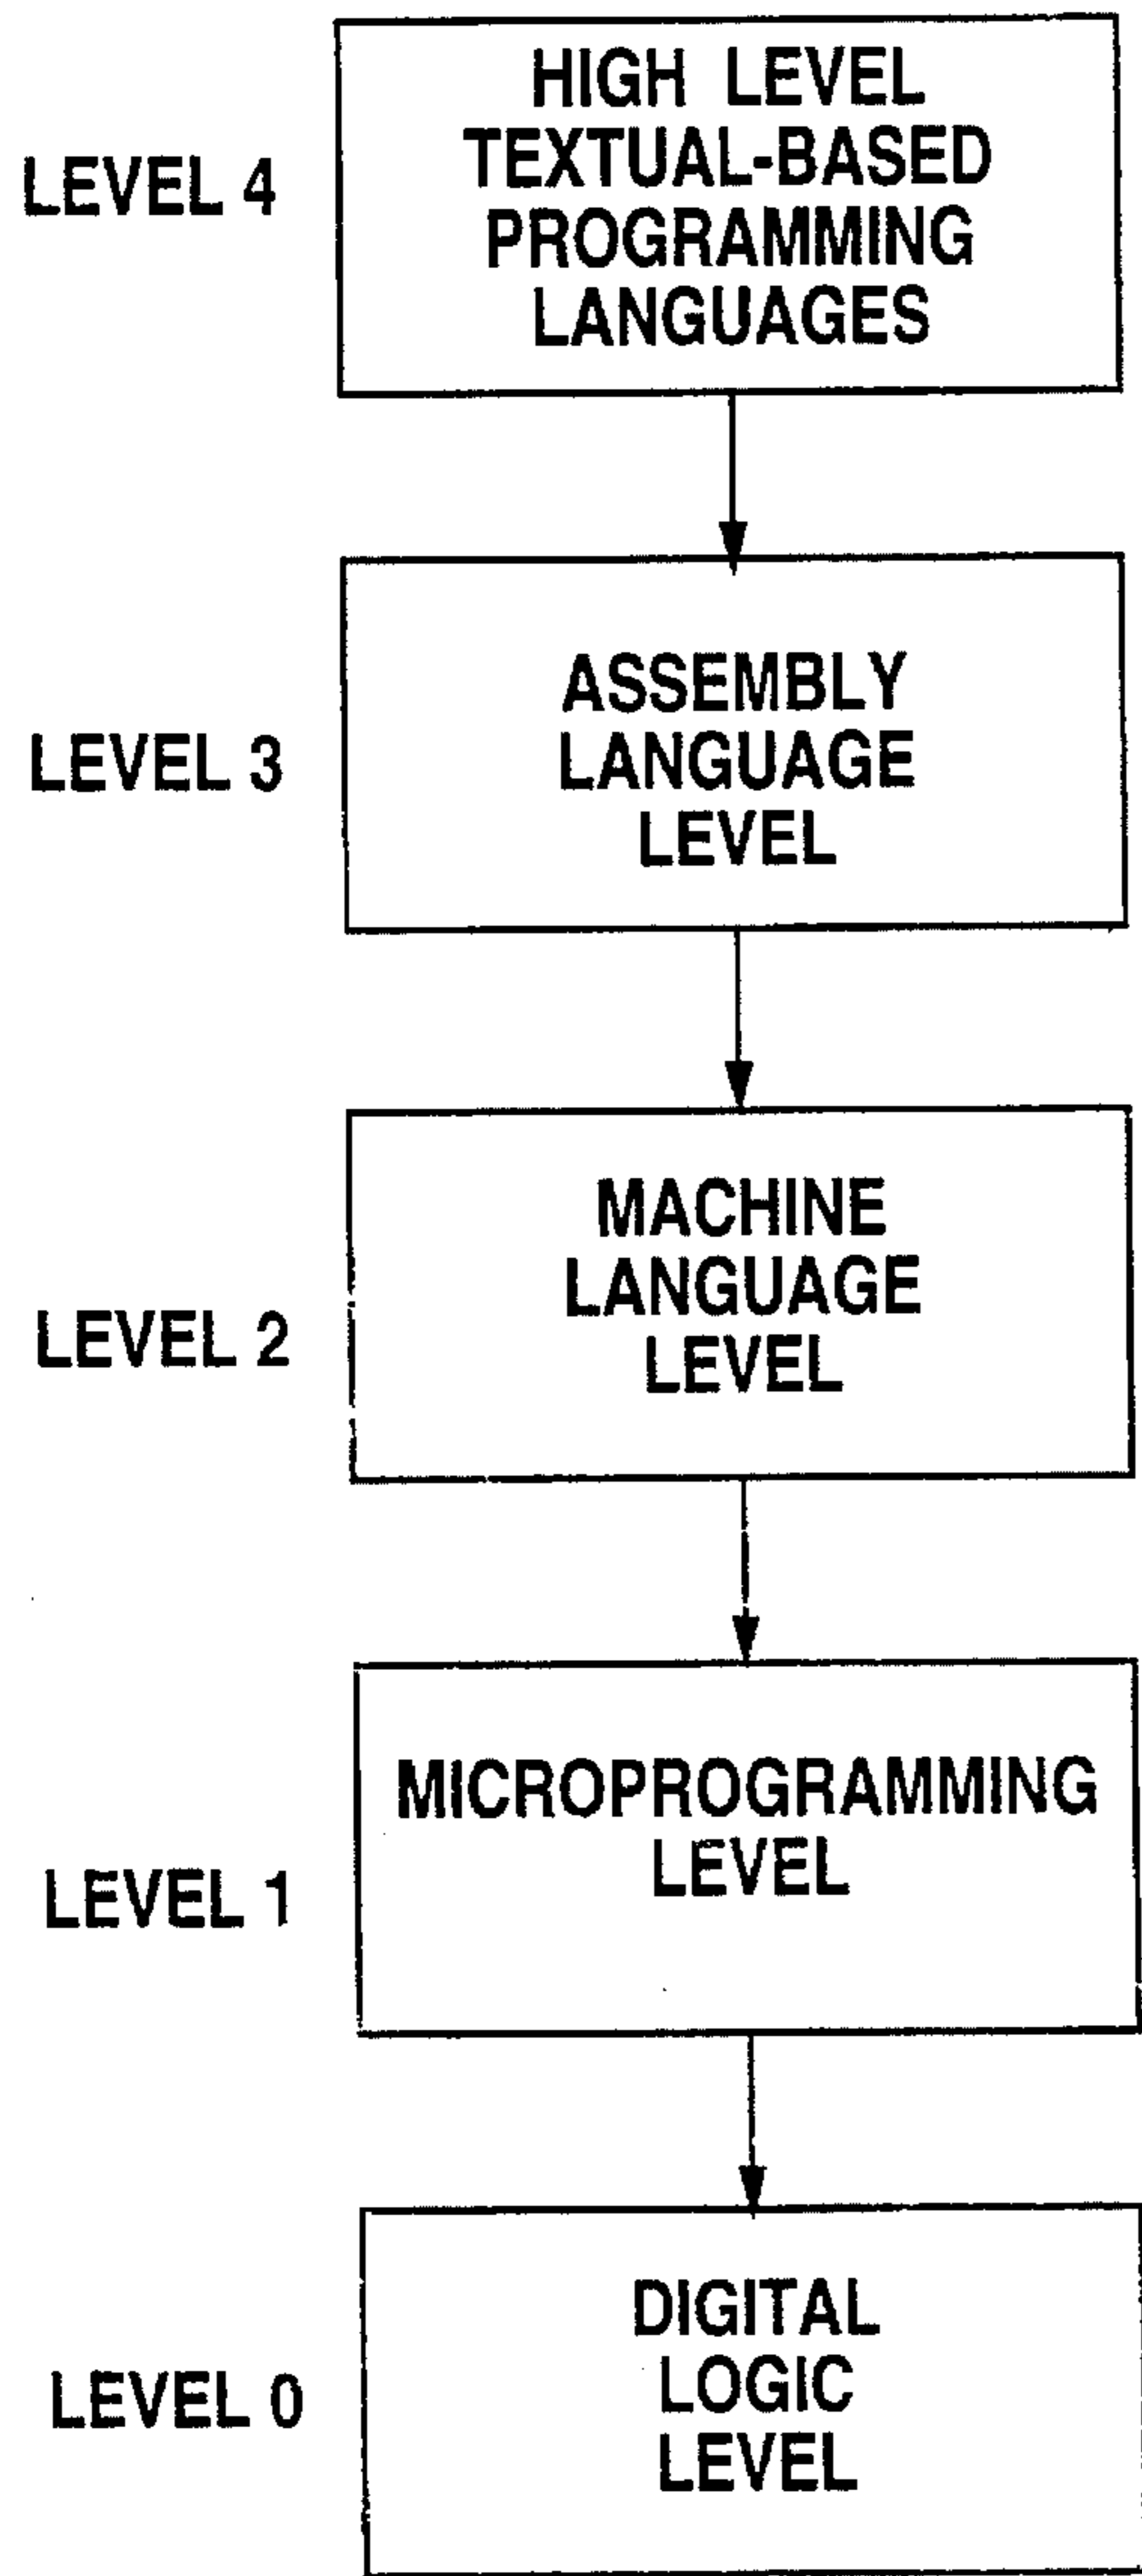 LEVEL 4
HIGH LEVEL
TEXTUAL-BASED
PROGRAMMING
LANGUAGES
LEVEL 3
ASSEMBLY
LANGUAGE
LEVEL
LEVEL 2
MACHINE
LANGUAGE
LEVEL
LEVEL 1
MICROPROGRAMMING
LEVEL
LEVEL 0
DIGITAL
LOGIC
LEVEL